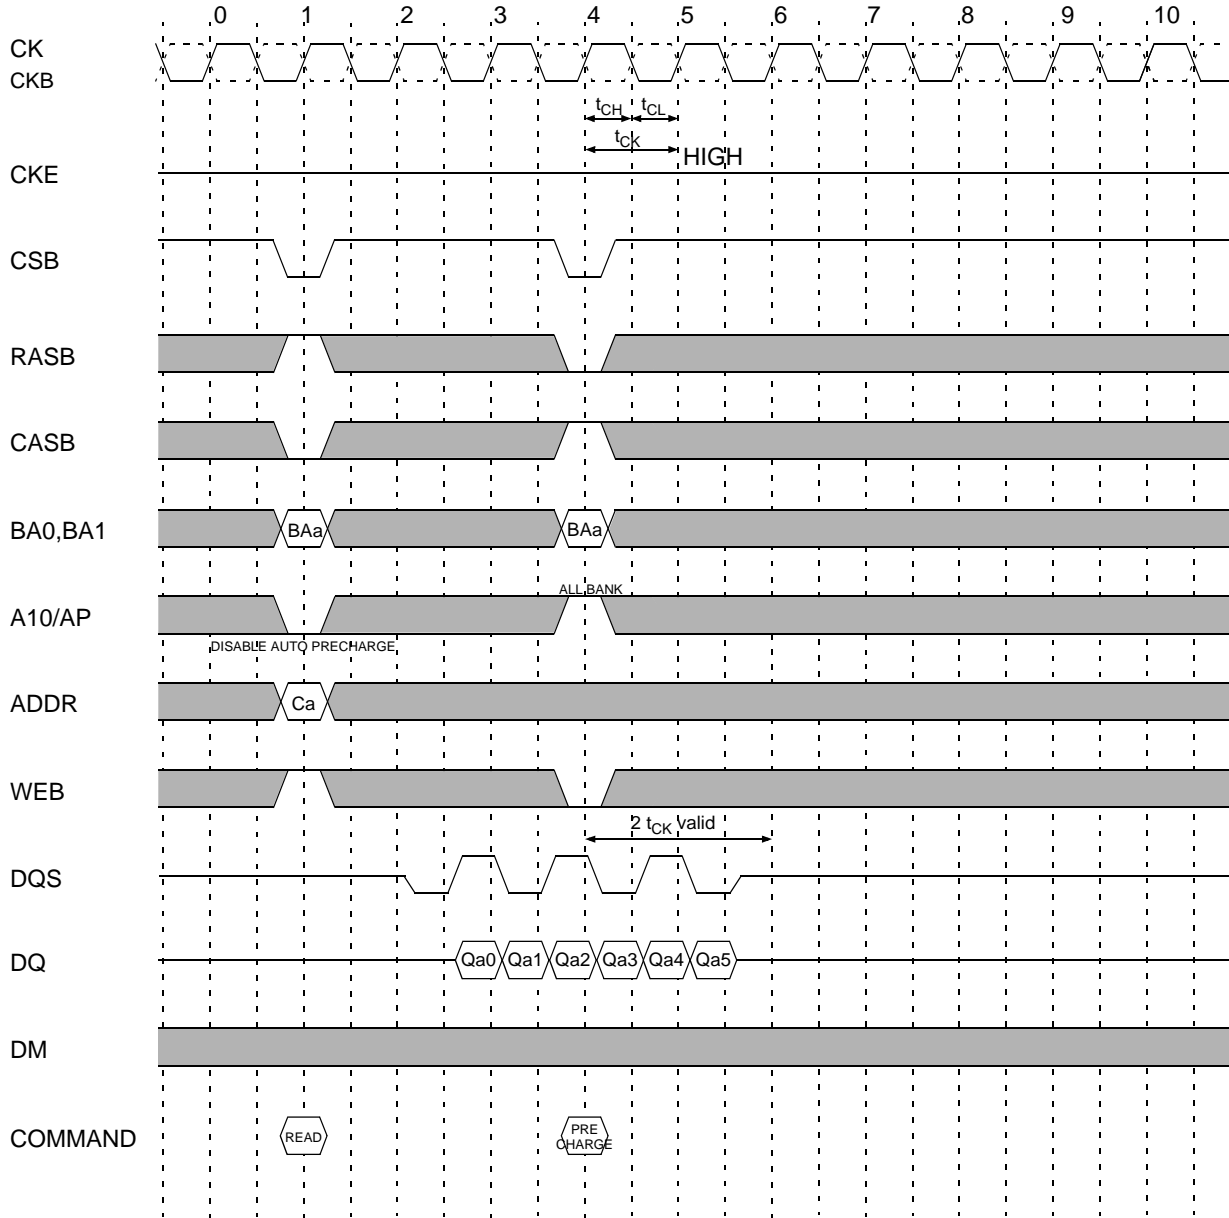 0 1 2 3 4 5 6 7 8 9 10
CK
CKB
tCH tCL
tCK
HIGH
CKE
CSB
RASB
CASB
BA0,BA1 BAa BAa
ALL BANK
A10/AP
DISABLE AUTO PRECHARGE
ADDR Ca
WEB
2 tCK valid
DQS
DQ Qa0 Qa1 Qa2 Qa3 Qa4 Qa5
DM
COMMAND READ PRE
CHARGE